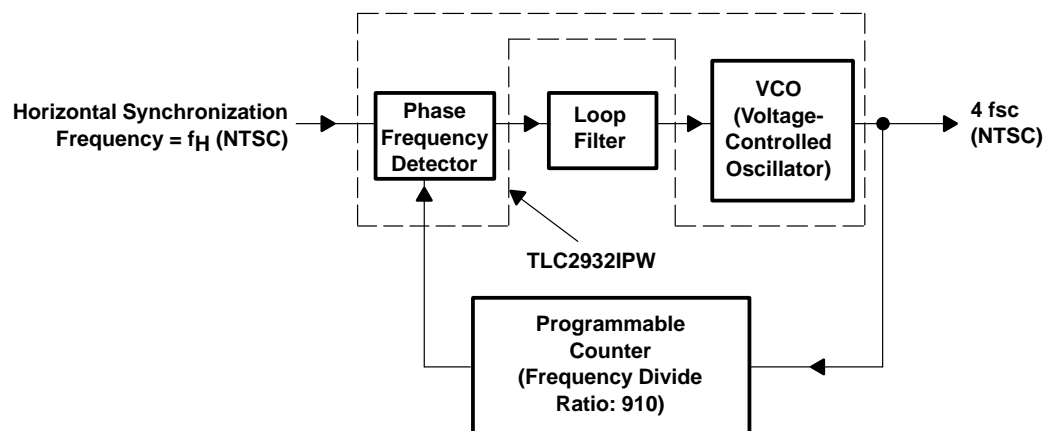 Horizontal Synchronization
Frequency = fH (NTSC)
Phase
Frequency
Detector
Loop
Filter
VCO
(Voltage-
Controlled
Oscillator)
4 fsc
(NTSC)
TLC2932IPW
Programmable
Counter
(Frequency Divide
Ratio: 910)